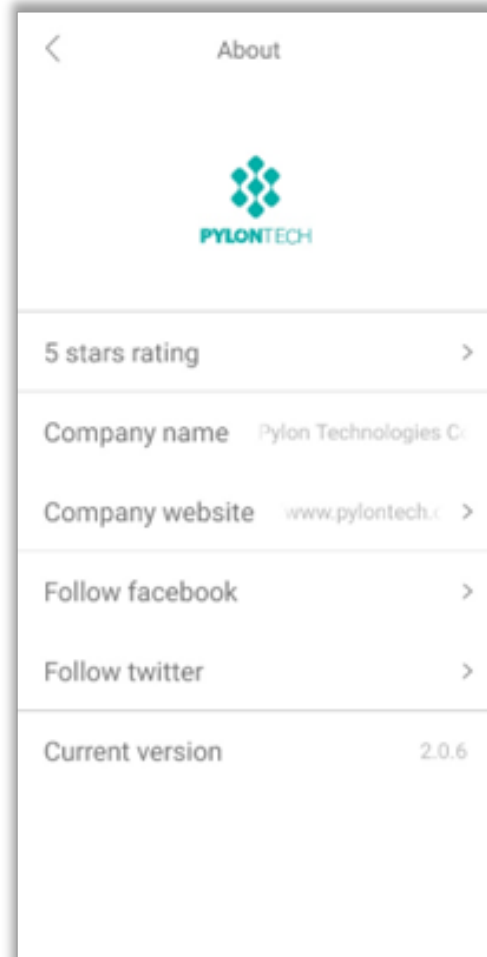 About
PYLONTECH
5 stars rating
Company name Pylon Technologies
Company website www.pylontech.
Follow facebook
Follow twitter
Current version 2.0.6